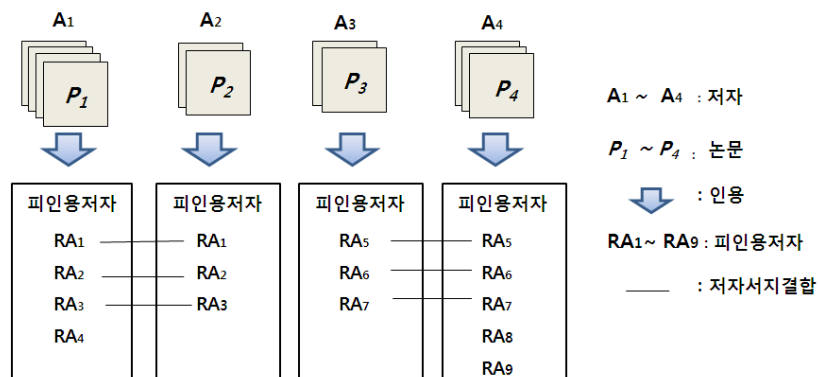 A1 A2 A3 A4
P1 P2 P3 P4
A1 ~ A4 : 저자
P1 ~ P4 : 논문
: 인용
RA1~ RA9 : 피인용저자
: 저자서지결합
피인용저자
RA1
RA2
RA3
RA4
피인용저자
RA1
RA2
RA3
피인용저자
RA5
RA6
RA7
피인용저자
RA5
RA6
RA7
RA8
RA9